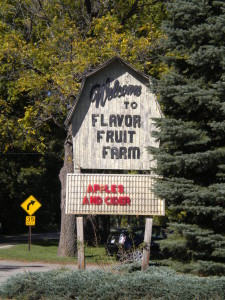 Welcome
TO
FLAVOR
FRUIT
FARM
APPLES
AND CIDER